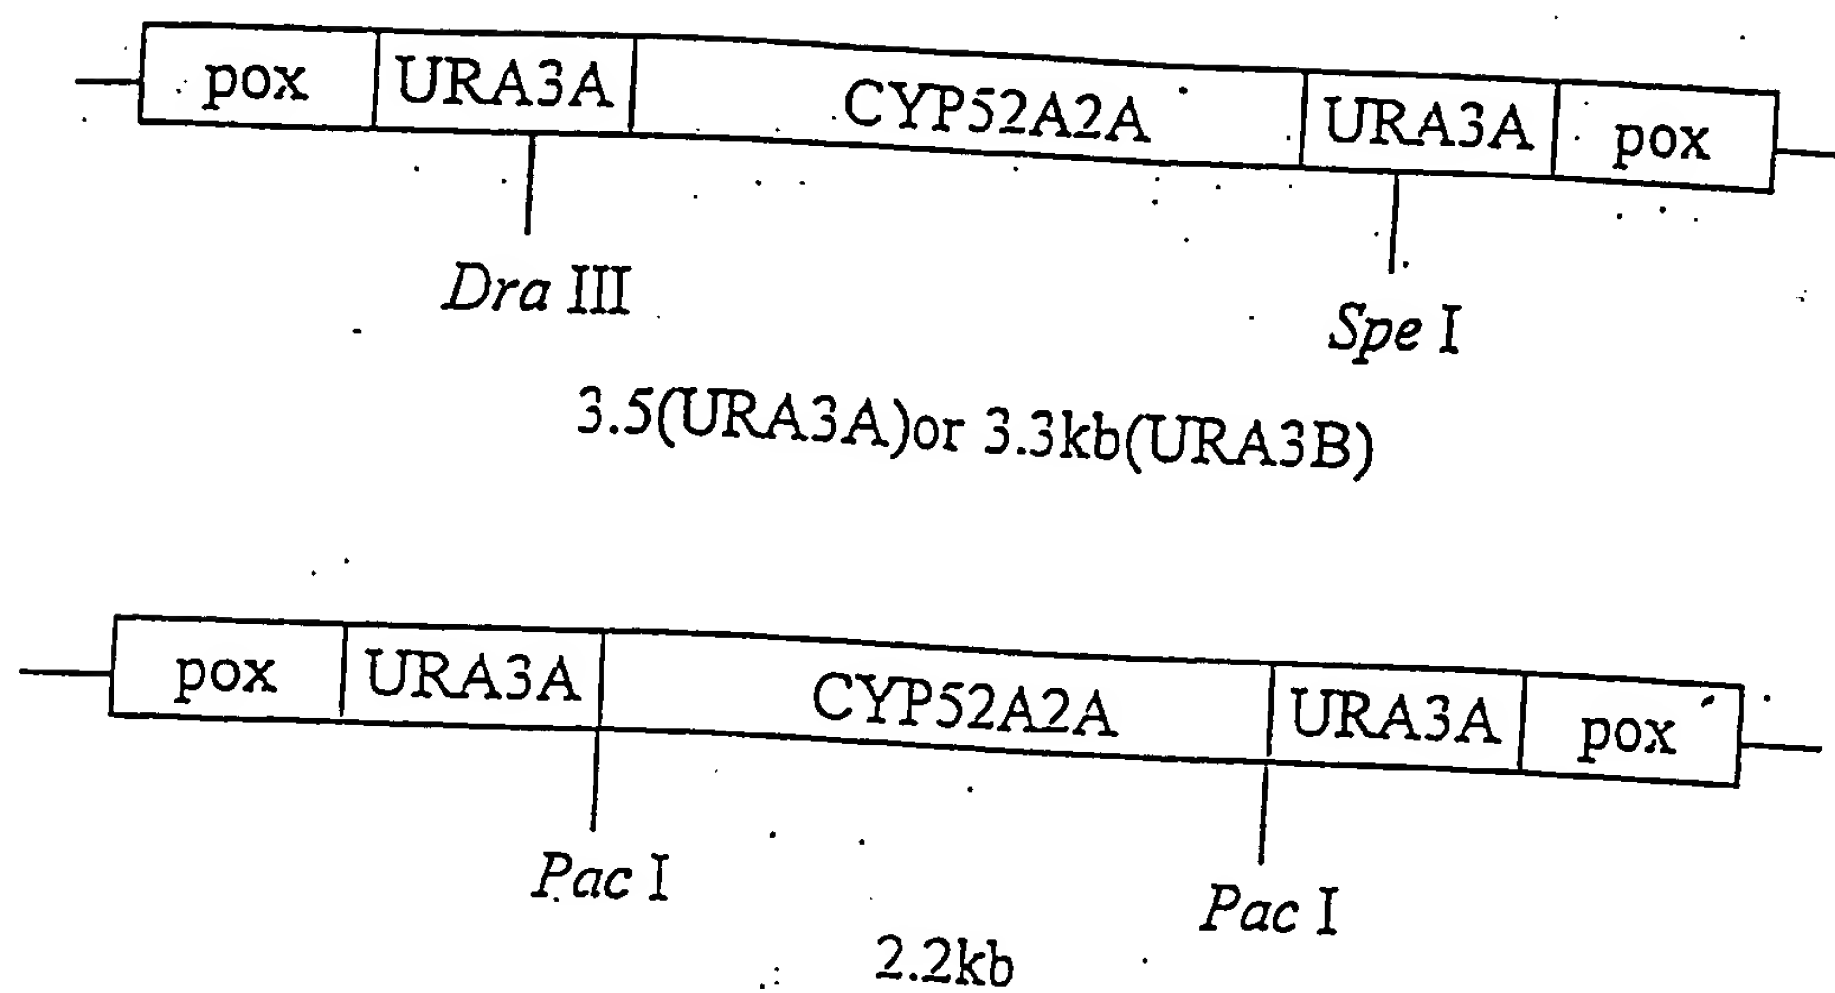 pox URA3A CYP52A2A URA3A pox
Dra III Spe I
3.5(URA3A)or 3.3kb(URA3B)
pox URA3A CYP52A2A URA3A pox
Pac I Pac I
2.2kb